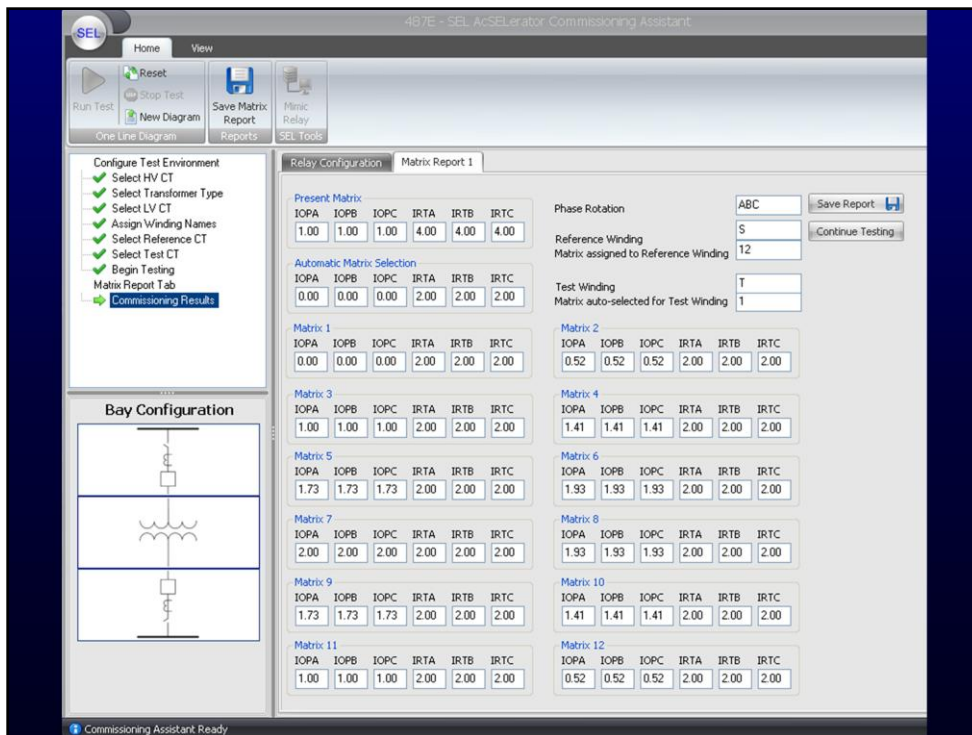 487E - SEL AcSELerator Commissioning Assistant
SEL
Home View
Run Test
Reset
Stop Test
New Diagram
One Line Diagram
Save Matrix Report
Reports
Mimic Relay
SEL Tools
Configure Test Environment
Select HV CT
Select Transformer Type
Select LV CT
Assign Winding Names
Select Reference CT
Select Test CT
Begin Testing
Matrix Report Tab
Commissioning Results
Bay Configuration
Relay Configuration Matrix Report 1
Present Matrix
IOPA IOPB IOPC IRTA IRTB IRTC
1.00 1.00 1.00 4.00 4.00 4.00
Automatic Matrix Selection
IOPA IOPB IOPC IRTA IRTB IRTC
0.00 0.00 0.00 2.00 2.00 2.00
Phase Rotation ABC
Reference Winding S
Matrix assigned to Reference Winding 12
Test Winding T
Matrix auto-selected for Test Winding 1
Save Report
Continue Testing
Matrix 1
IOPA IOPB IOPC IRTA IRTB IRTC
0.00 0.00 0.00 2.00 2.00 2.00
Matrix 2
IOPA IOPB IOPC IRTA IRTB IRTC
0.52 0.52 0.52 2.00 2.00 2.00
Matrix 3
IOPA IOPB IOPC IRTA IRTB IRTC
1.00 1.00 1.00 2.00 2.00 2.00
Matrix 4
IOPA IOPB IOPC IRTA IRTB IRTC
1.41 1.41 1.41 2.00 2.00 2.00
Matrix 5
IOPA IOPB IOPC IRTA IRTB IRTC
1.73 1.73 1.73 2.00 2.00 2.00
Matrix 6
IOPA IOPB IOPC IRTA IRTB IRTC
1.93 1.93 1.93 2.00 2.00 2.00
Matrix 7
IOPA IOPB IOPC IRTA IRTB IRTC
2.00 2.00 2.00 2.00 2.00 2.00
Matrix 8
IOPA IOPB IOPC IRTA IRTB IRTC
1.93 1.93 1.93 2.00 2.00 2.00
Matrix 9
IOPA IOPB IOPC IRTA IRTB IRTC
1.73 1.73 1.73 2.00 2.00 2.00
Matrix 10
IOPA IOPB IOPC IRTA IRTB IRTC
1.41 1.41 1.41 2.00 2.00 2.00
Matrix 11
IOPA IOPB IOPC IRTA IRTB IRTC
1.00 1.00 1.00 2.00 2.00 2.00
Matrix 12
IOPA IOPB IOPC IRTA IRTB IRTC
0.52 0.52 0.52 2.00 2.00 2.00
Commissioning Assistant Ready